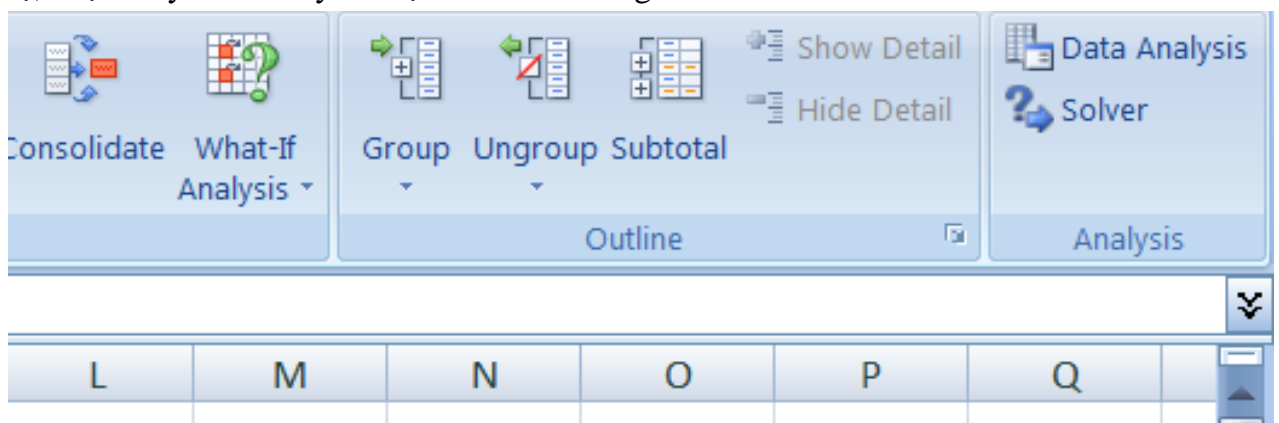 Consolidate
What-If
Analysis
Group
Ungroup
Subtotal
Show Detail
Hide Detail
Outline
Data Analysis
Solver
Analysis
L M N O P Q